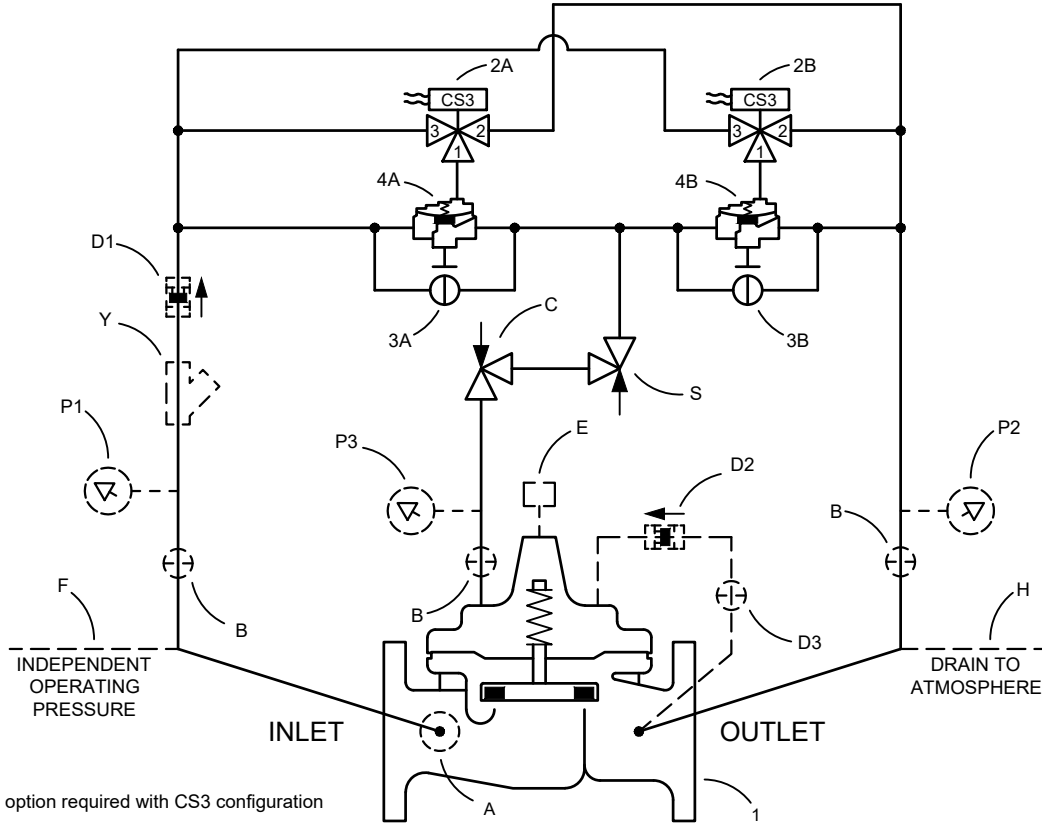 2A
2B
CS3
CS3
3
2
1
3
2
1
4A
4B
D1
Y
3A
C
3B
S
P1
P3
E
D2
P2
B
F
B
B
D3
H
INDEPENDENT
OPERATING
PRESSURE
DRAIN TO
ATMOSPHERE
INLET
OUTLET
option required with CS3 configuration
A
1